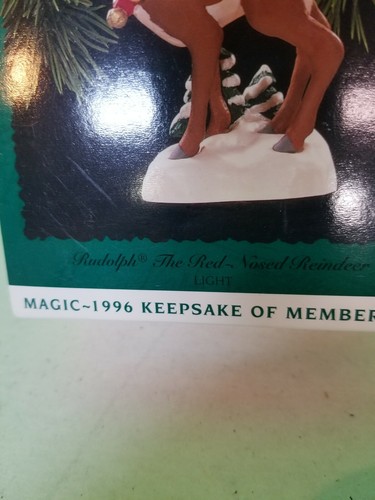 Rudolph® The Red~Nosed Reindeer
LIGHT
MAGIC~1996 KEEPSAKE OF MEMBER